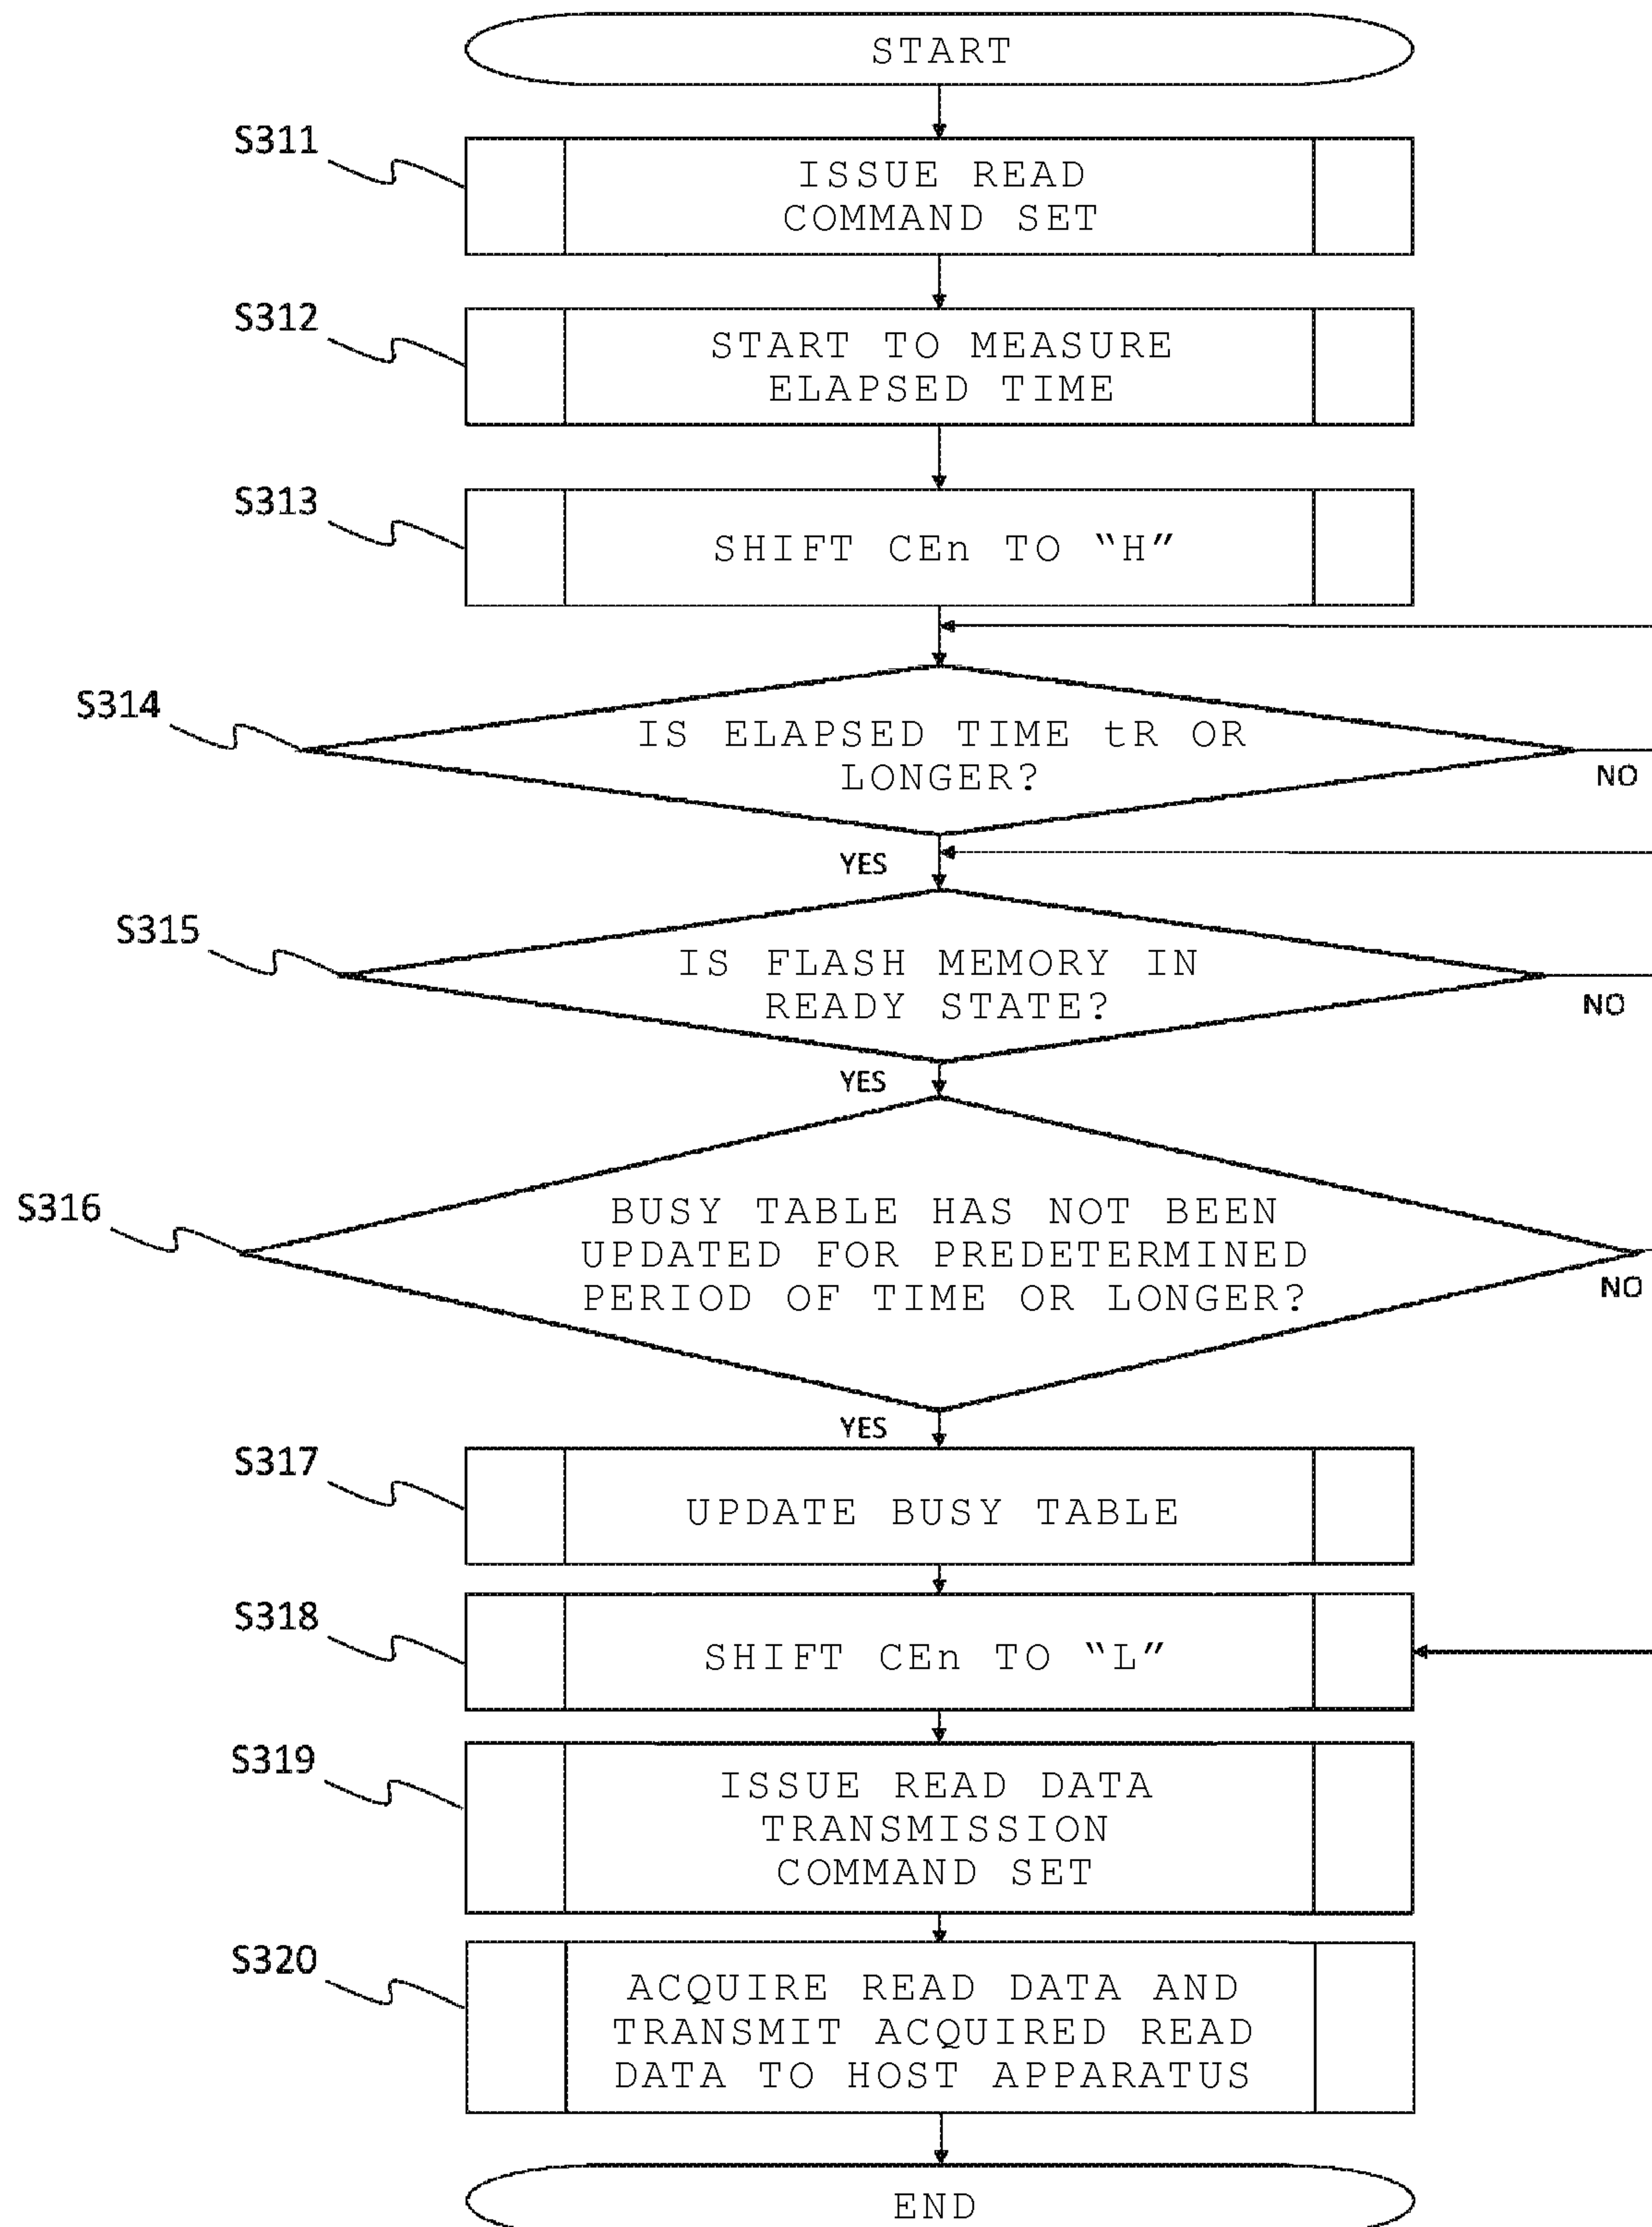 START
S311
ISSUE READ
COMMAND SET
S312
START TO MEASURE
ELAPSED TIME
S313
SHIFT CEn TO “H”
S314
IS ELAPSED TIME tR OR
LONGER?
NO
YES
S315
IS FLASH MEMORY IN
READY STATE?
NO
YES
S316
BUSY TABLE HAS NOT BEEN
UPDATED FOR PREDETERMINED
PERIOD OF TIME OR LONGER?
NO
YES
S317
UPDATE BUSY TABLE
S318
SHIFT CEn TO “L”
S319
ISSUE READ DATA
TRANSMISSION
COMMAND SET
S320
ACQUIRE READ DATA AND
TRANSMIT ACQUIRED READ
DATA TO HOST APPARATUS
END